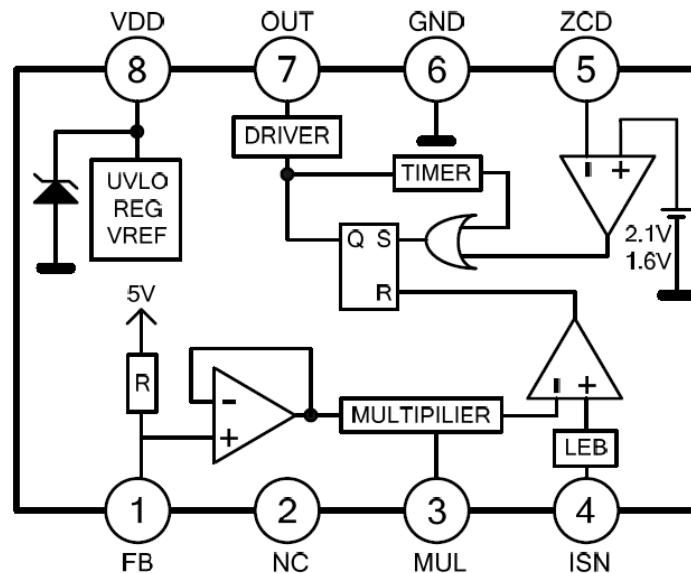 VDD OUT GND ZCD
8 7 6 5
DRIVER
- +
UVLO
REG
VREF
TIMER
2.1V
1.6V
Q S
R
5V
R
-
+
MULTIPILIER
- +
LEB
1 2 3 4
FB NC MUL ISN